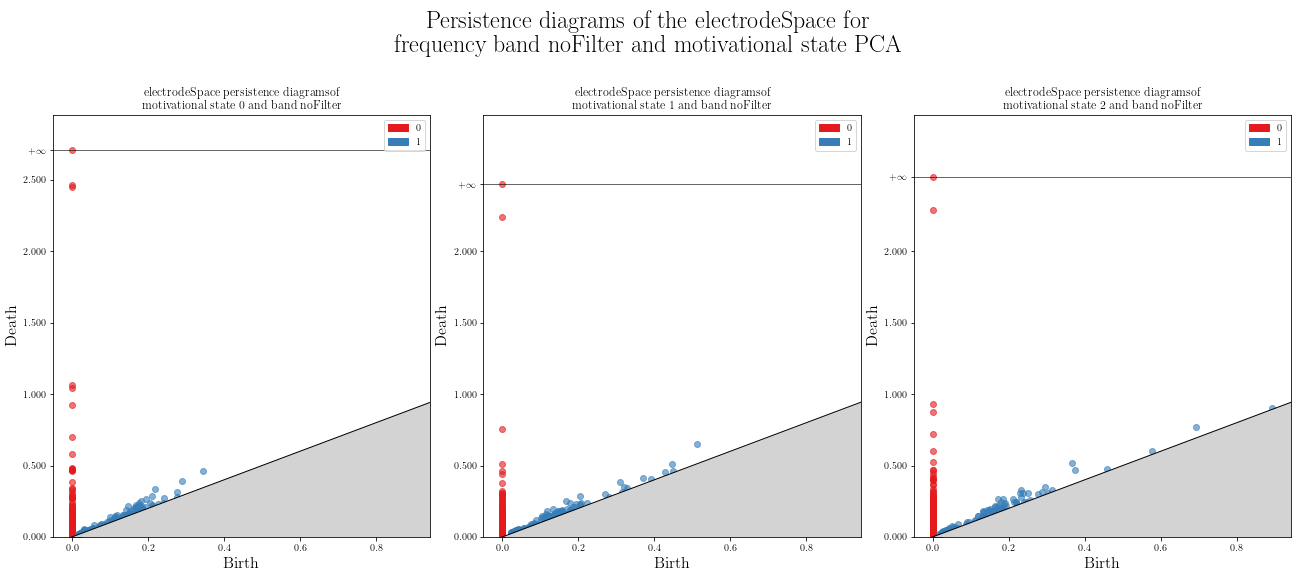 Persistence diagrams of the electrodeSpace for
frequency band noFilter and motivational state PCA
electrodeSpace persistence diagramsof
motivational state 0 and band noFilter
0
1
+∞
2.500
2.000
1.500
1.000
0.500
0.000
Death
0.0 0.2 0.4 0.6 0.8
Birth
electrodeSpace persistence diagramsof
motivational state 1 and band noFilter
0
1
+∞
2.000
1.500
1.000
0.500
0.000
Death
0.0 0.2 0.4 0.6 0.8
Birth
electrodeSpace persistence diagramsof
motivational state 2 and band noFilter
0
1
+∞
2.000
1.500
1.000
0.500
0.000
Death
0.0 0.2 0.4 0.6 0.8
Birth